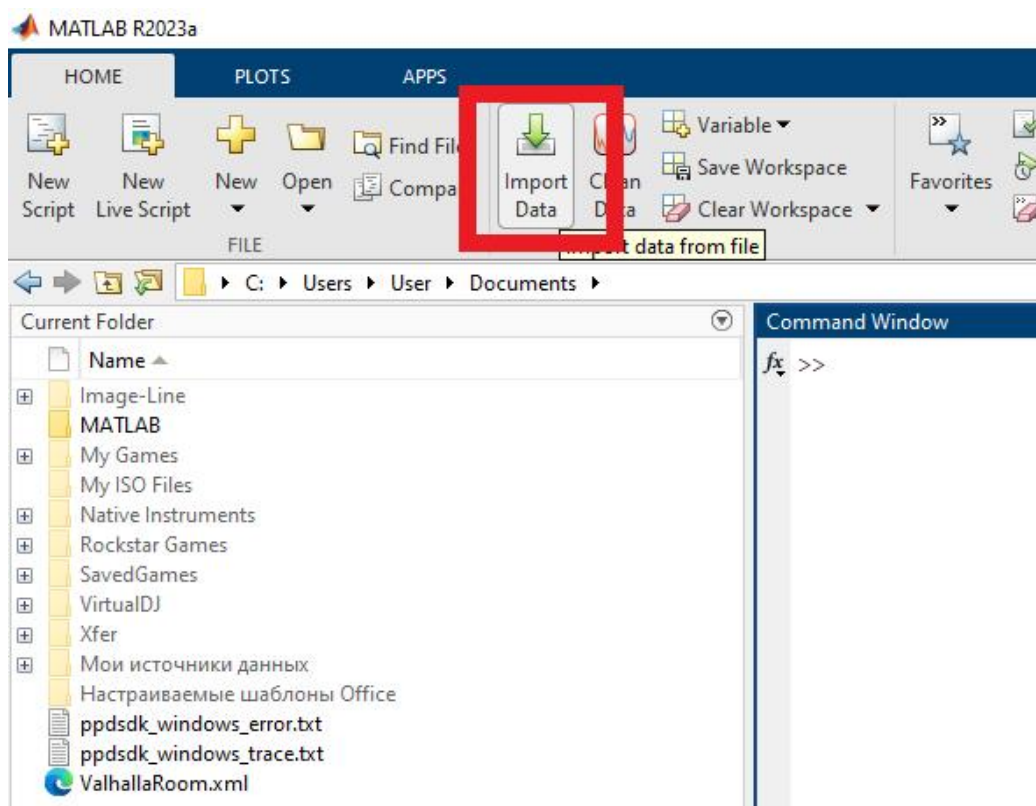 MATLAB R2023a
HOME PLOTS APPS
New Script
New Live Script
New
Open
Find File
Compa
FILE
Import Data
Data
Variable
Save Workspace
Clear Workspace
Favorites
data from file
C: Users User Documents
Current Folder
Name
Image-Line
MATLAB
My Games
My ISO Files
Native Instruments
Rockstar Games
SavedGames
VirtualDJ
Xfer
Мои источники данных
Настраиваемые шаблоны Office
ppdsdk_windows_error.txt
ppdsdk_windows_trace.txt
ValhallaRoom.xml
Command Window
fx >>